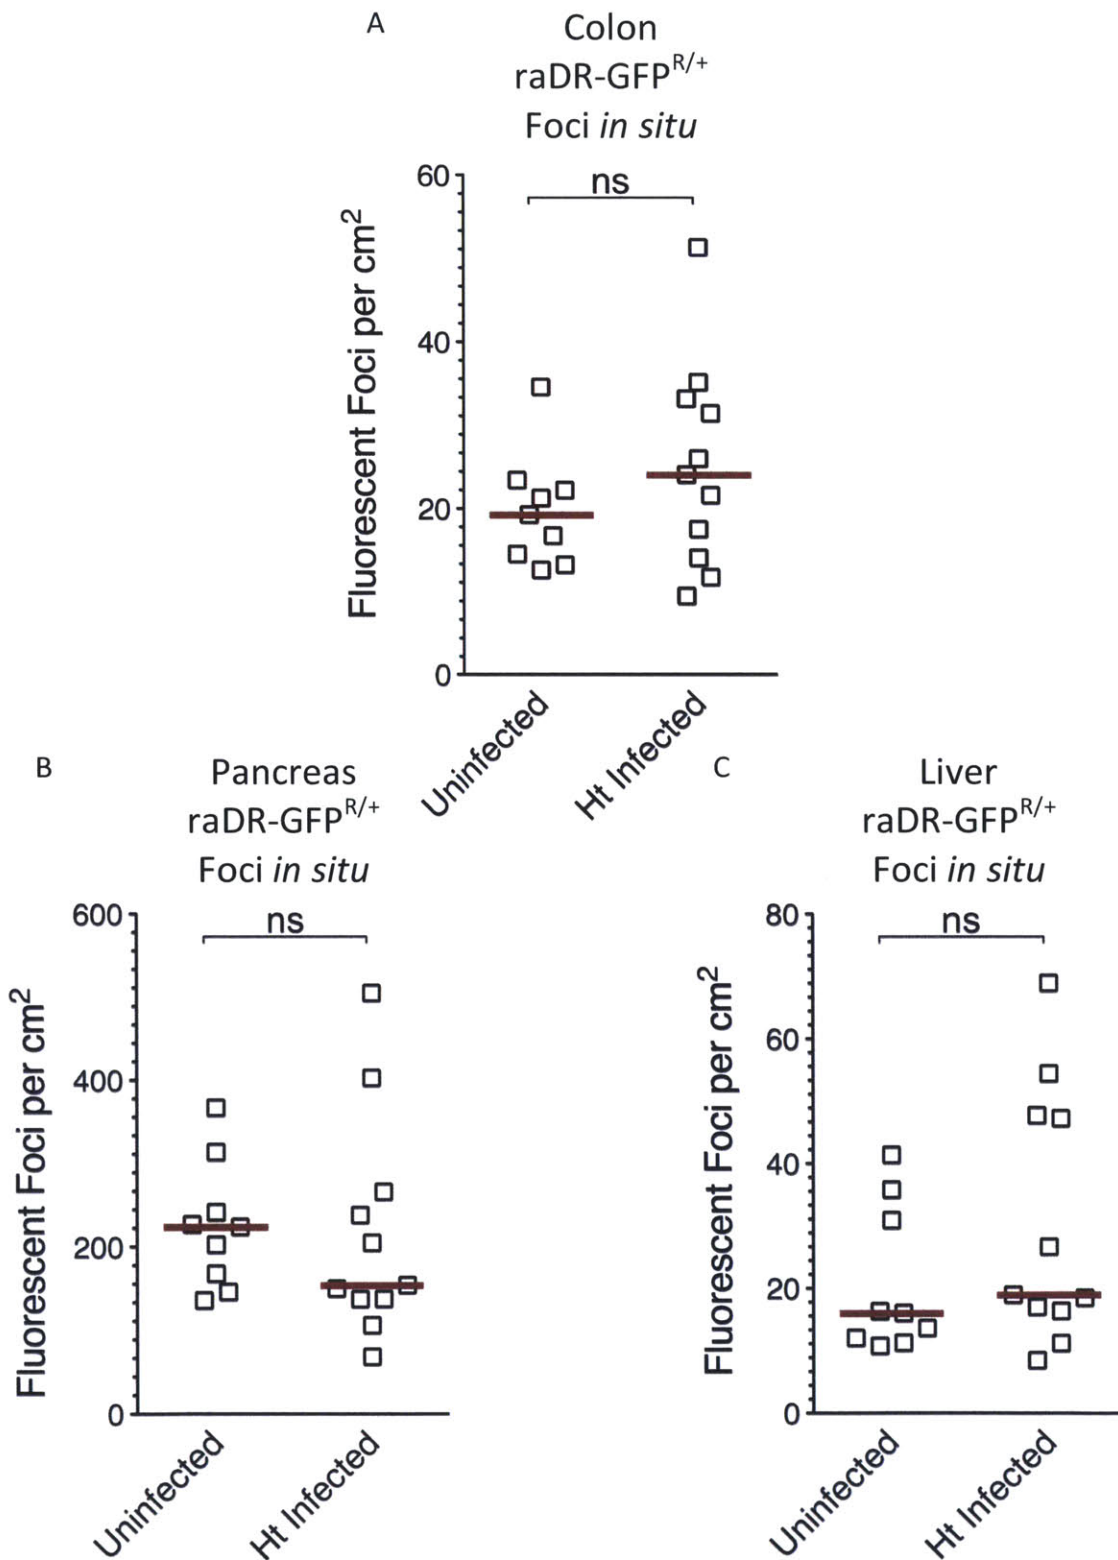 A
Colon
raDR-GFP^R/+
Foci in situ
ns
60
40
20
0
Fluorescent Foci per cm²
Uninfected
Ht Infected
B
Pancreas
raDR-GFP^R/+
Foci in situ
ns
600
400
200
0
Fluorescent Foci per cm²
Uninfected
Ht Infected
C
Liver
raDR-GFP^R/+
Foci in situ
ns
80
60
40
20
0
Fluorescent Foci per cm²
Uninfected
Ht Infected